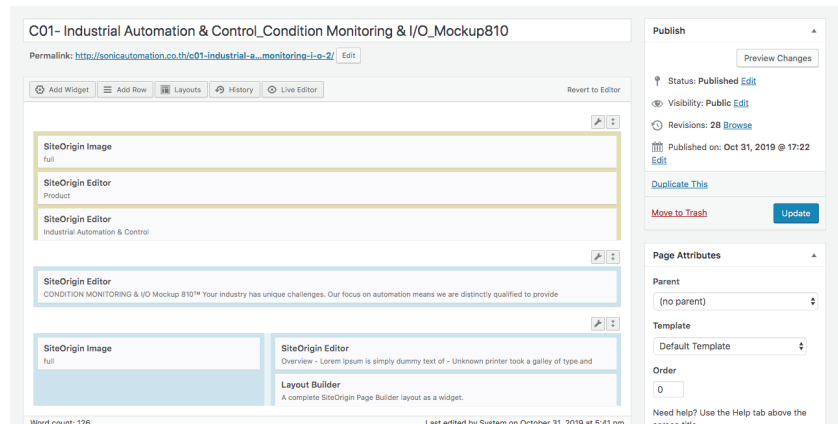 C01- Industrial Automation & Control_Condition Monitoring & I/O_Mockup810
Permalink: http://sonicautomation.co.th/c01-industrial-a...monitoring-i-o-2/ Edit
Add Widget Add Row Layouts History Live Editor Revert to Editor
SiteOrigin Image
full
SiteOrigin Editor
Product
SiteOrigin Editor
Industrial Automation & Control
SiteOrigin Editor
CONDITION MONITORING & I/O Mockup 810™ Your industry has unique challenges. Our focus on automation means we are distinctly qualified to provide
SiteOrigin Image
full
SiteOrigin Editor
Overview - Lorem Ipsum is simply dummy text of - Unknown printer took a galley of type and
Layout Builder
A complete SiteOrigin Page Builder layout as a widget.
Word count: 126 Last edited by System on October 31, 2019 at 5:41 pm
Publish
Preview Changes
Status: Published Edit
Visibility: Public Edit
Revisions: 28 Browse
Published on: Oct 31, 2019 @ 17:22
Edit
Duplicate This
Move to Trash Update
Page Attributes
Parent
(no parent)
Template
Default Template
Order
0
Need help? Use the Help tab above the
screen title